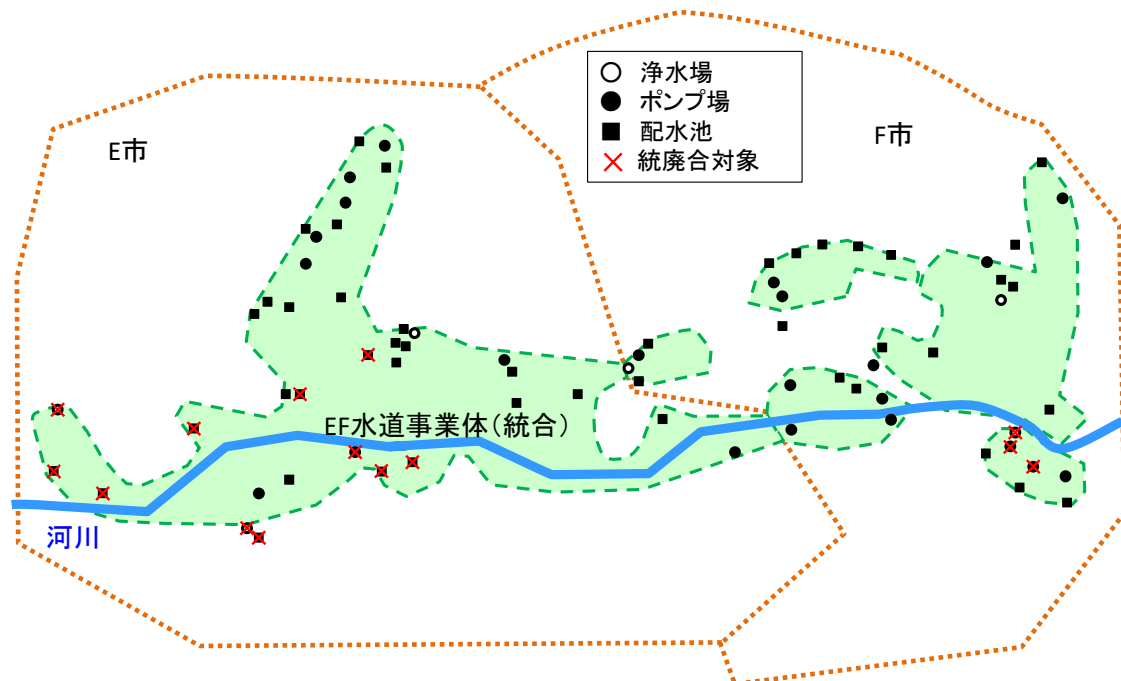 浄水場
ポンプ場
配水池
統廃合対象
E市
F市
EF水道事業体(統合)
河川